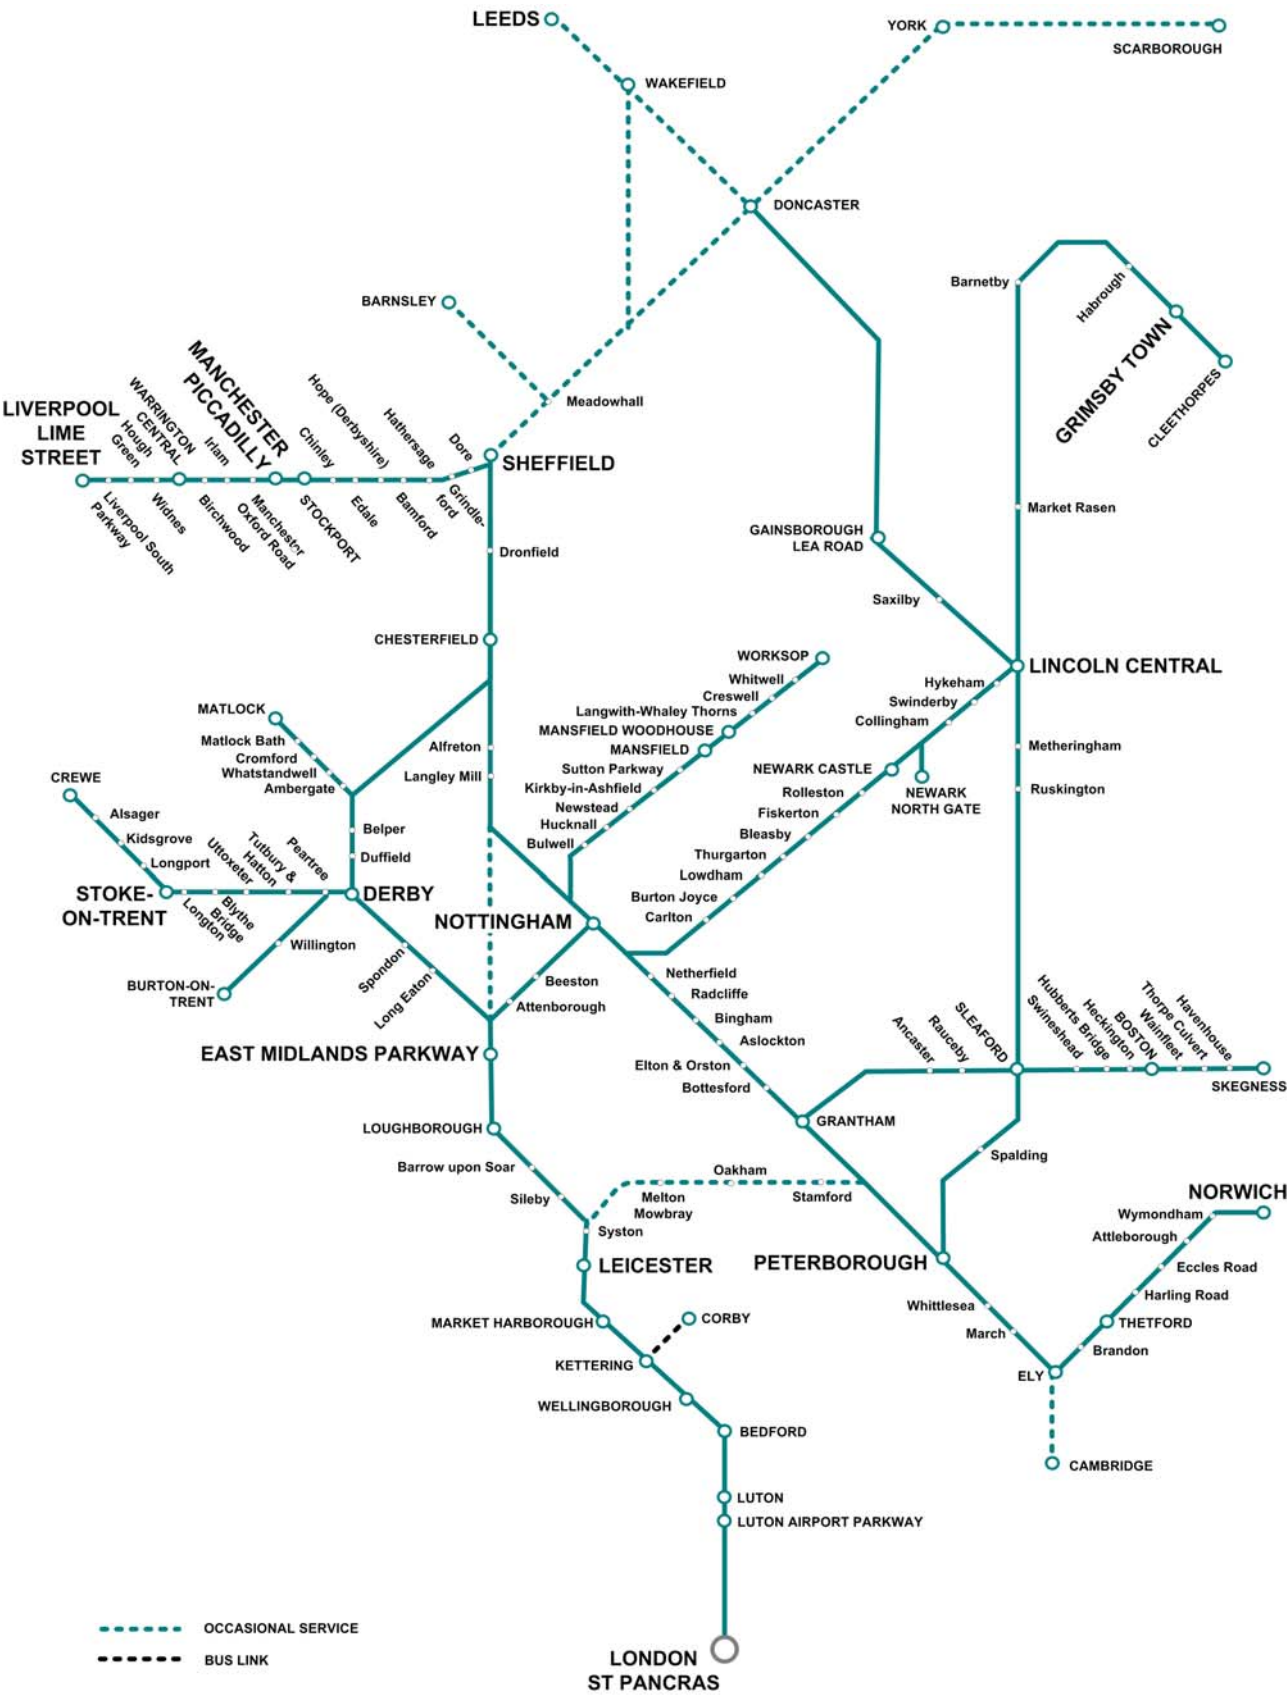 LEEDS
YORK
SCARBOROUGH
WAKEFIELD
DONCASTER
BARNSLEY
Meadowhall
Barnetby
Habrough
GRIMSBY TOWN
CLEETHORPES
LIVERPOOL
LIME
STREET
Liverpool South
Parkway
Hough
Green
Widnes
WARRINGTON
CENTRAL
Birchwood
Irlam
Manchester
Oxford Road
MANCHESTER
PICCADILLY
STOCKPORT
Chinley
Edale
Hope (Derbyshire)
Bamford
Hathersage
Grindle-
ford
Dore
SHEFFIELD
Dronfield
Market Rasen
GAINSBOROUGH
LEA ROAD
Saxilby
CHESTERFIELD
LINCOLN CENTRAL
WORKSOP
Whitwell
Creswell
Langwith-Whaley Thorns
MANSFIELD WOODHOUSE
MANSFIELD
Sutton Parkway
Kirkby-in-Ashfield
Newstead
Hucknall
Bulwell
Hykeham
Swinderby
Collingham
NEWARK CASTLE
NEWARK
NORTH GATE
Rolleston
Fiskerton
Bleasby
Thurgarton
Lowdham
Burton Joyce
Carlton
Metheringham
Ruskington
MATLOCK
Matlock Bath
Cromford
Whatstandwell
Ambergate
Alfreton
Langley Mill
Belper
Duffield
CREWE
Alsager
Kidsgrove
Longport
STOKE-
ON-TRENT
Longton
Blythe
Bridge
Uttoxeter
Tutbury &
Hatton
Peartree
DERBY
Willington
BURTON-ON-
TRENT
Spondon
Long Eaton
NOTTINGHAM
Beeston
Attenborough
Netherfield
Radcliffe
Bingham
Aslockton
Elton & Orston
Bottesford
GRANTHAM
Ancaster
Rauceby
SLEAFORD
Swineshead
Hubberts Bridge
Heckington
BOSTON
Wainfleet
Thorpe Culvert
Havenhouse
SKEGNESS
EAST MIDLANDS PARKWAY
LOUGHBOROUGH
Barrow upon Soar
Sileby
Syston
Melton
Mowbray
Oakham
Stamford
Spalding
LEICESTER
PETERBOROUGH
NORWICH
Wymondham
Attleborough
Eccles Road
Harling Road
THETFORD
Brandon
Whittlesea
March
ELY
CAMBRIDGE
MARKET HARBOROUGH
CORBY
KETTERING
WELLINGBOROUGH
BEDFORD
LUTON
LUTON AIRPORT PARKWAY
LONDON
ST PANCRAS
OCCASIONAL SERVICE
BUS LINK